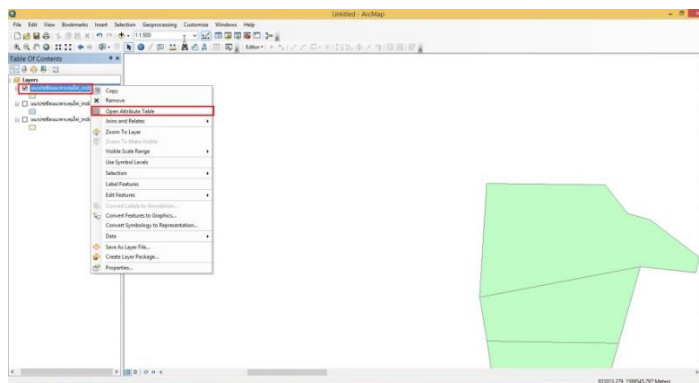 Untitled - ArcMap
File Edit View Bookmarks Insert Selection Geoprocessing Customize Windows Help
1:1,500
Editor
Table Of Contents
Layers
Copy
Remove
Open Attribute Table
Joins and Relates
Zoom To Layer
Zoom To Make Visible
Visible Scale Range
Use Symbol Levels
Selection
Label Features
Edit Features
Convert Labels to Annotation...
Convert Features to Graphics...
Convert Symbology to Representation...
Data
Save As Layer File...
Create Layer Package...
Properties...